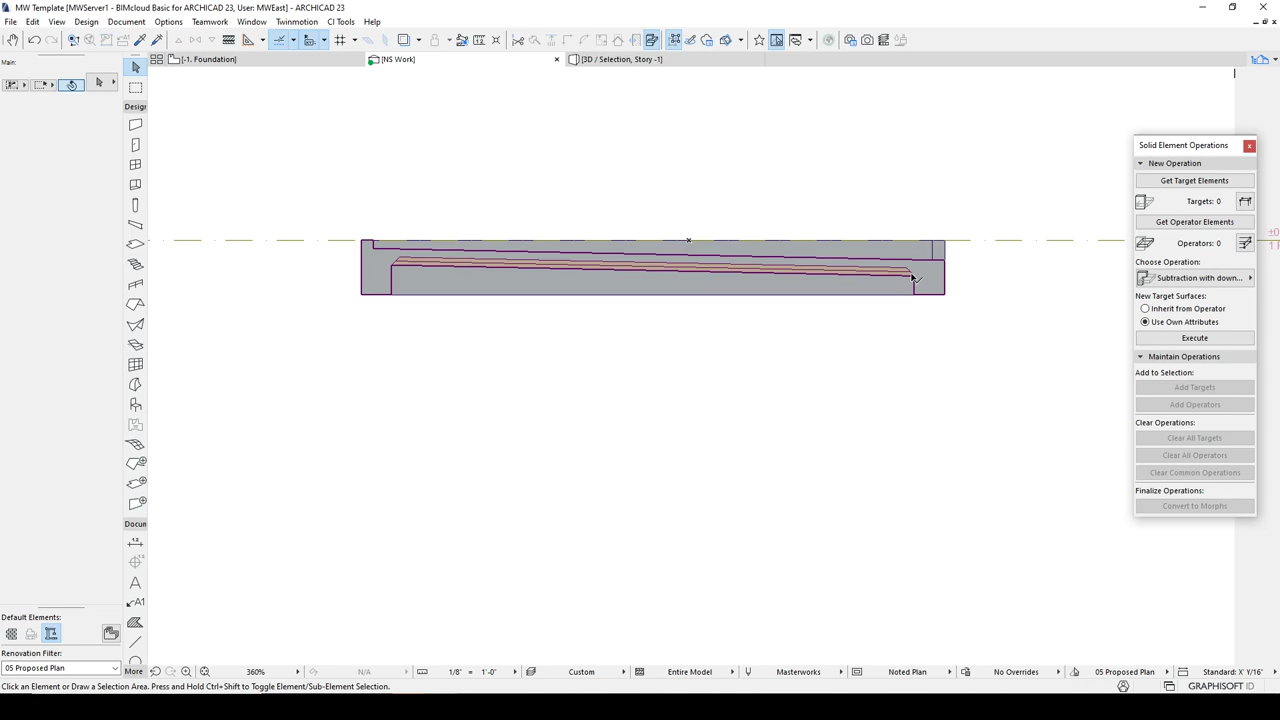 MW Template [MWServer1 - BIMcloud Basic for ARCHICAD 23, User: MWEast] - ARCHICAD 23
File Edit View Design Document Options Teamwork Window Twinmotion CI Tools Help
Main:
[-1. Foundation]
[NS Work]
[3D / Selection, Story -1]
Design
Solid Element Operations
New Operation
Get Target Elements
Targets: 0
Get Operator Elements
Operators: 0
Choose Operation:
Subtraction with down...
New Target Surfaces:
Inherit from Operator
Use Own Attributes
Execute
Maintain Operations
Add to Selection:
Add Targets
Add Operators
Clear Operations:
Clear All Targets
Clear All Operators
Clear Common Operations
Finalize Operations:
Convert to Morphs
Docun
Default Elements:
Renovation Filter:
05 Proposed Plan
More
360%
N/A
1/8" = 1'-0"
Custom
Entire Model
Masterworks
Noted Plan
No Overrides
05 Proposed Plan
Standard: X' Y/16"
Click an Element or Draw a Selection Area. Press and Hold Ctrl+Shift to Toggle Element/Sub-Element Selection.
GRAPHISOFT ID